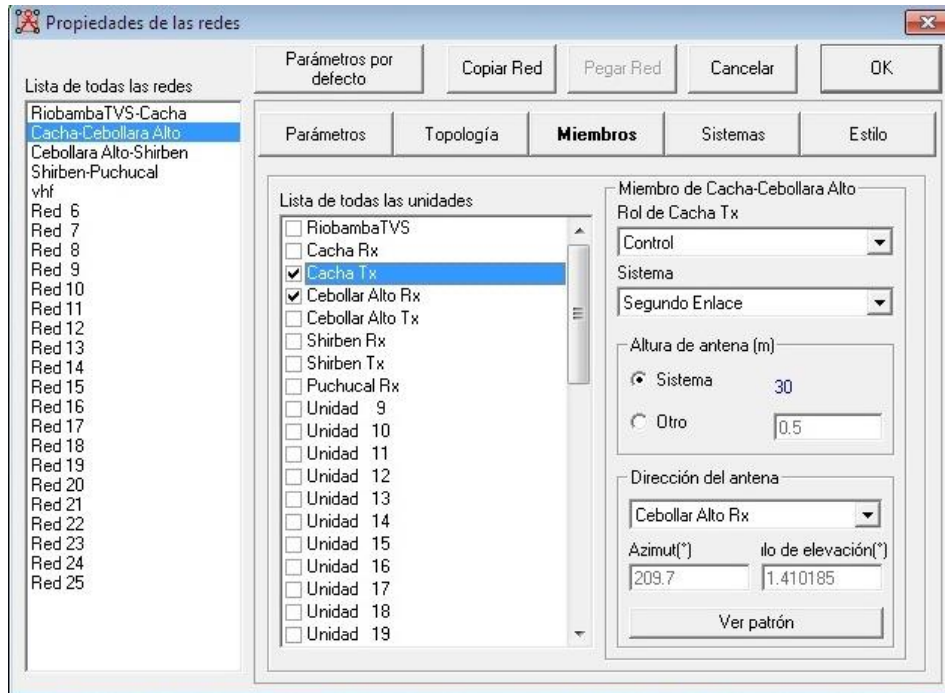 Propiedades de las redes
Lista de todas las redes
RiobambaTVS-Cacha
Cacha-Cebollara Alto
Cebollara Alto-Shirben
Shirben-Puchucal
vhf
Red 6
Red 7
Red 8
Red 9
Red 10
Red 11
Red 12
Red 13
Red 14
Red 15
Red 16
Red 17
Red 18
Red 19
Red 20
Red 21
Red 22
Red 23
Red 24
Red 25
Parámetros por
defecto
Copiar Red
Pegar Red
Cancelar
OK
Parámetros
Topología
Miembros
Sistemas
Estilo
Lista de todas las unidades
RiobambaTVS
Cacha Rx
Cacha Tx
Cebollar Alto Rx
Cebollar Alto Tx
Shirben Rx
Shirben Tx
Puchucal Rx
Unidad 9
Unidad 10
Unidad 11
Unidad 12
Unidad 13
Unidad 14
Unidad 15
Unidad 16
Unidad 17
Unidad 18
Unidad 19
Miembro de Cacha-Cebollara Alto
Rol de Cacha Tx
Control
Sistema
Segundo Enlace
Altura de antena (m)
Sistema 30
Otro 0.5
Dirección del antena
Cebollar Alto Rx
Azimut(°) ilo de elevación(°)
209.7 1.410185
Ver patrón